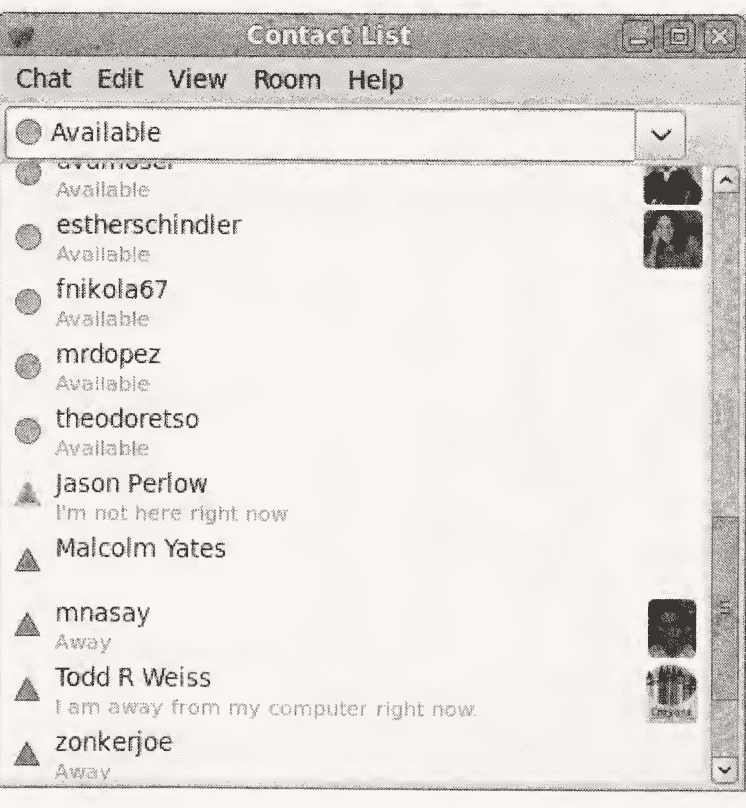 Contact List
Chat Edit View Room Help
Available
Available
estherschindler
Available
fnikola67
Available
mrdopez
Available
theodoretso
Available
Jason Perlow
I'm not here right now
Malcolm Yates
mnasay
Away
Todd R Weiss
I am away from my computer right now.
zonkerjoe
Away